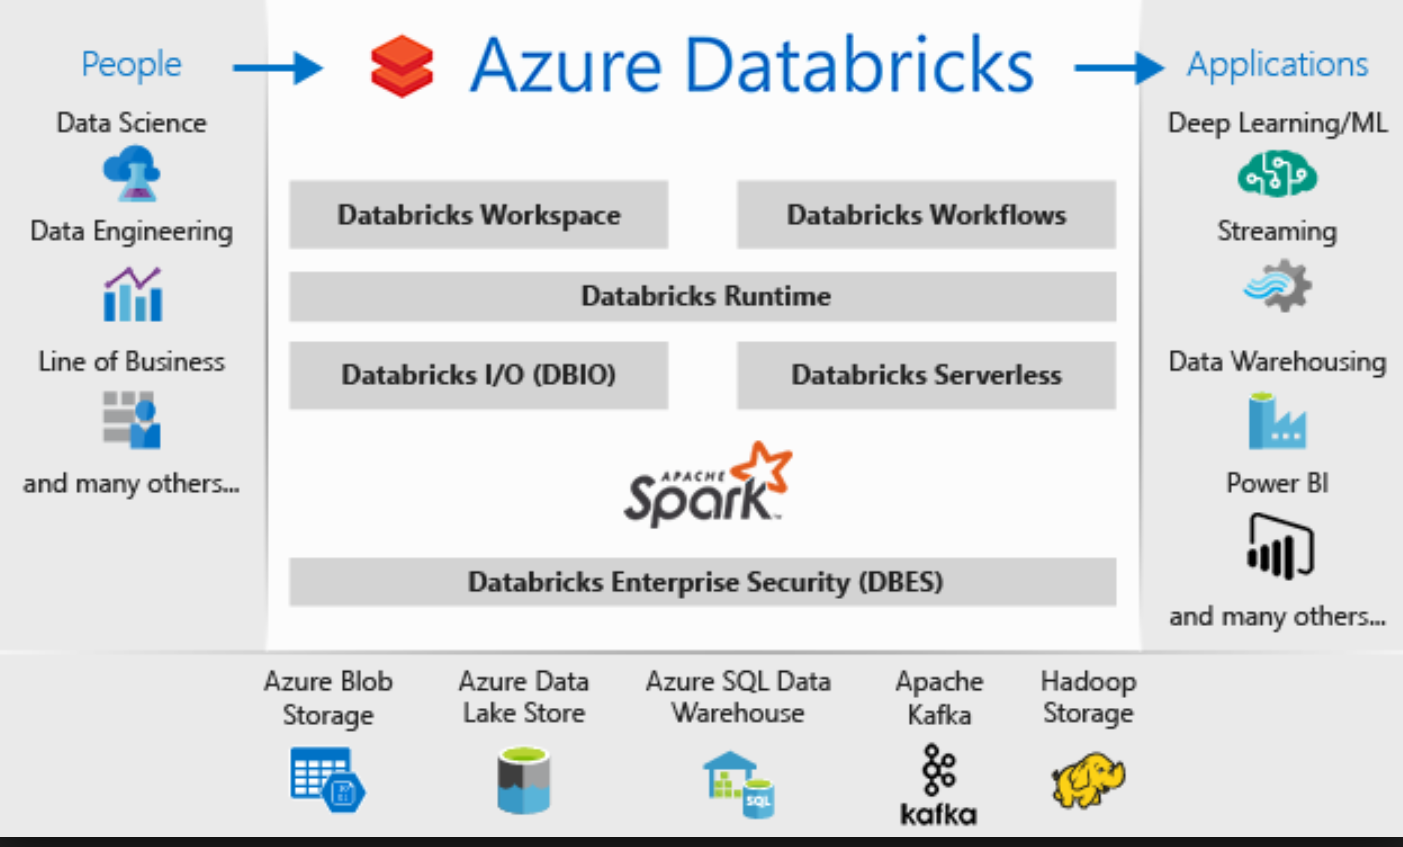 People
Azure Databricks
Applications
Data Science
Data Engineering
Line of Business
and many others...
Databricks Workspace
Databricks Workflows
Databricks Runtime
Databricks I/O (DBIO)
Databricks Serverless
APACHE
Spark
TM
Databricks Enterprise Security (DBES)
Deep Learning/ML
Streaming
Data Warehousing
Power BI
and many others...
Azure Blob
Storage
Azure Data
Lake Store
Azure SQL Data
Warehouse
SQL
Apache
Kafka
kafka
Hadoop
Storage